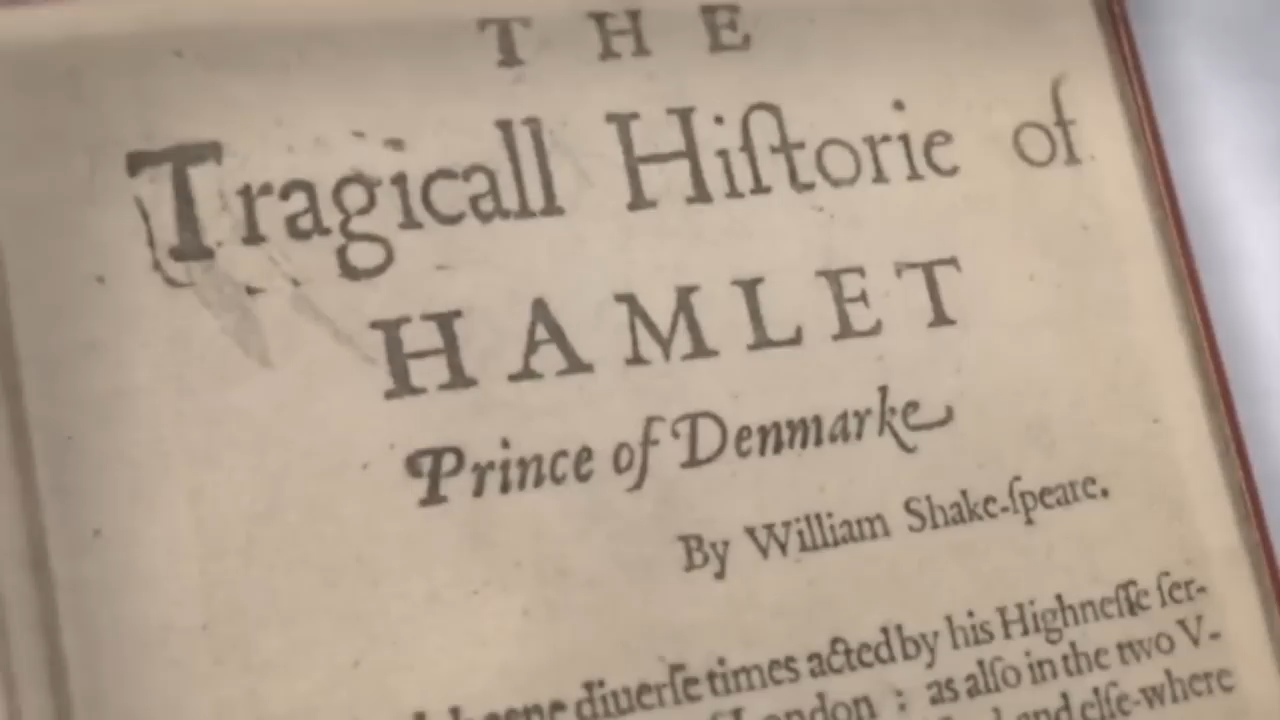 THE
Tragicall Hiſtorie of
HAMLET
Prince of Denmarke
By William Shake-ſpeare.
diuerſe times acted by his Highneſſe ſer-
London : as alſo in the two V-
and elſe-where